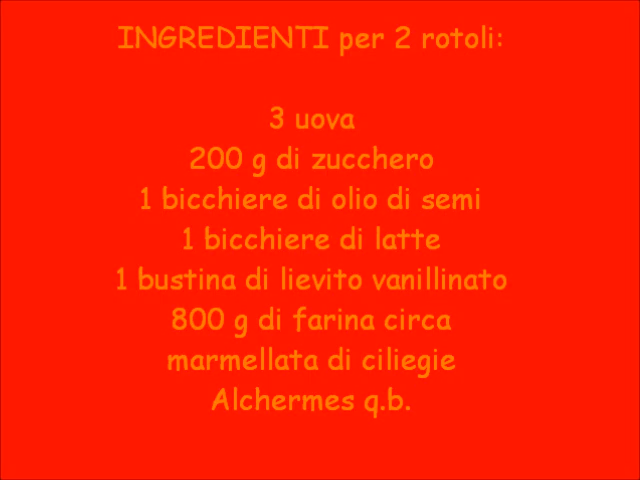 INGREDIENTI per 2 rotoli:
3 uova
200 g di zucchero
1 bicchiere di olio di semi
1 bicchiere di latte
1 bustina di lievito vanillinato
800 g di farina circa
marmellata di ciliegie
Alchermes q.b.